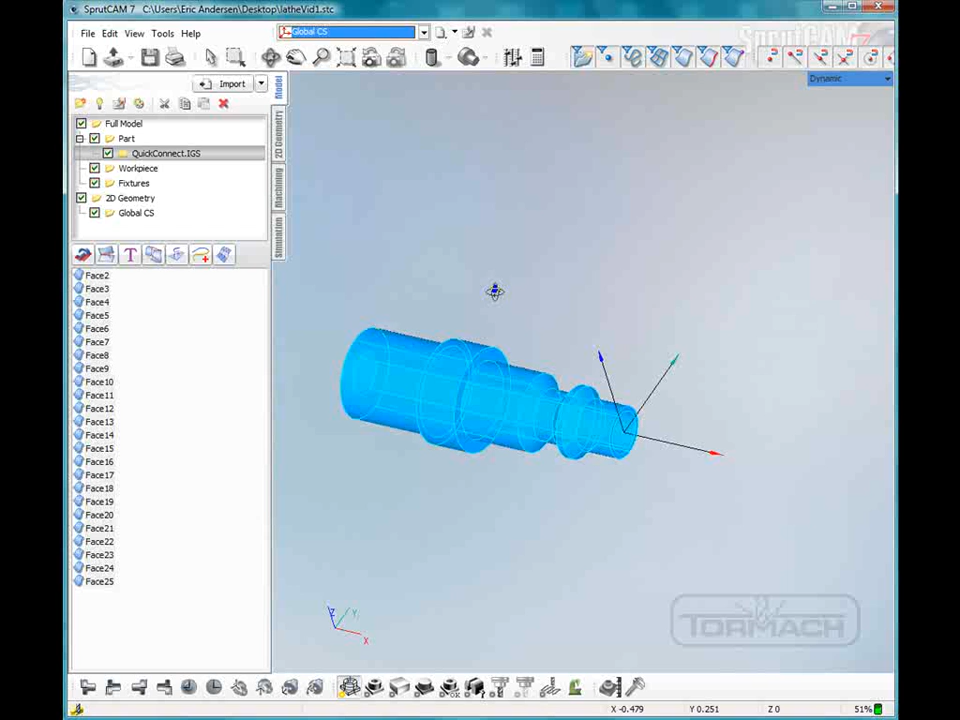 SprutCAM 7 C:\Users\Eric Andersen\Desktop\latheVid1.stc
File Edit View Tools Help
Global CS
SprutCAM 7
Import
Dynamic
Model
2D Geometry
Machining
Simulation
Full Model
Part
QuickConnect.IGS
Workpiece
Fixtures
2D Geometry
Global CS
Face2
Face3
Face4
Face5
Face6
Face7
Face8
Face9
Face10
Face11
Face12
Face13
Face14
Face15
Face16
Face17
Face18
Face19
Face20
Face21
Face22
Face23
Face24
Face25
Z Y
X
TORMACH
X -0.479 Y 0.251 Z 0 51%